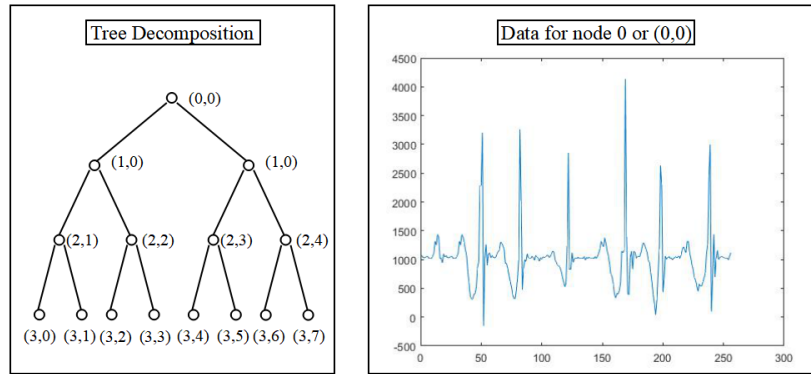 Tree Decomposition
(0,0)
(1,0) (1,0)
(2,1) (2,2) (2,3) (2,4)
(3,0) (3,1) (3,2) (3,3) (3,4) (3,5) (3,6) (3,7)
Data for node 0 or (0,0)
4500
4000
3500
3000
2500
2000
1500
1000
500
0
-500
0 50 100 150 200 250 300